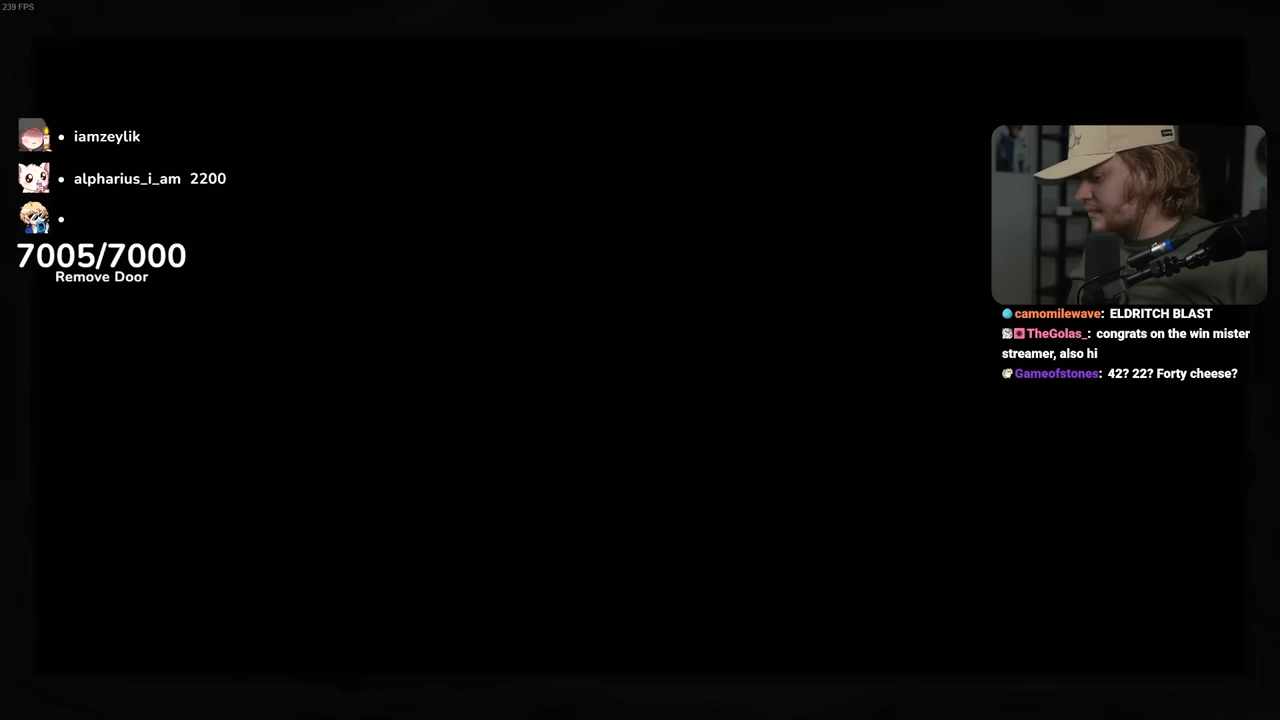 239 FPS
iamzeylik
alpharius_i_am 2200
7005/7000
Remove Door
camomilewave: ELDRITCH BLAST
TheGolas_: congrats on the win mister
streamer, also hi
Gameofstones: 42? 22? Forty cheese?